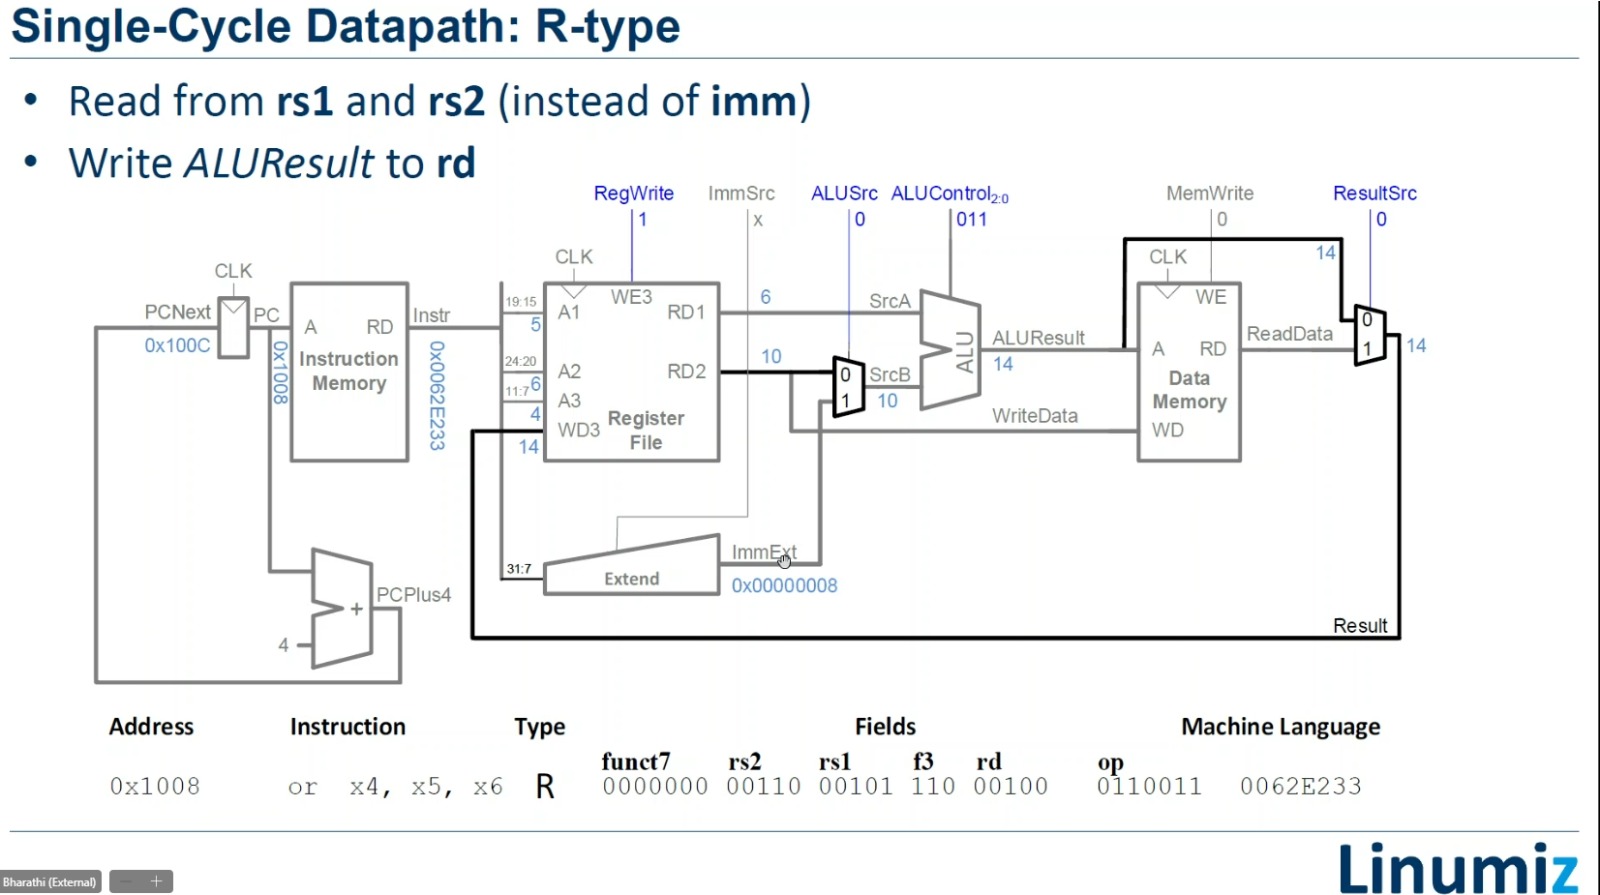 Single-Cycle Datapath: R-type
• Read from rs1 and rs2 (instead of imm)
• Write ALUResult to rd
RegWrite ImmSrc ALUSrc ALUControl2:0 MemWrite ResultSrc
1 x 0 011 0 0
14
CLK CLK CLK
PCNext PC Instr 19:15 A1 WE3 RD1 6 SrcA WE
0x100C A RD 5
Instruction
Memory
0x1008
0x0062E233
24:20 A2 RD2 10
6
11:7 A3
4
WD3
14
Register
File
0 SrcB
1 10
ALU
ALUResult
14
WriteData
A RD ReadData
Data
Memory
WD
0
1 14
31:7 Extend ImmExt
0x00000008
PCPlus4
+
4
Result
Address Instruction Type Fields Machine Language
funct7 rs2 rs1 f3 rd op
0x1008 or x4, x5, x6 R 0000000 00110 00101 110 00100 0110011 0062E233
Linumiz
Bharathi (External) − +